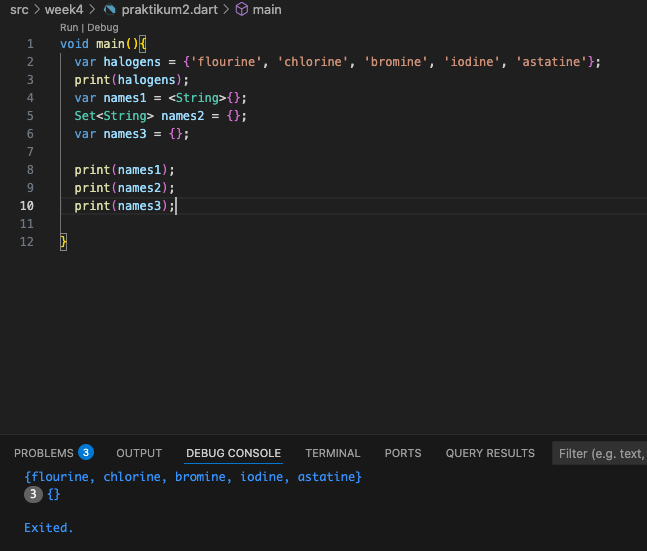 src > week4 > praktikum2.dart > main
Run | Debug
1 void main(){
2 var halogens = {'flourine', 'chlorine', 'bromine', 'iodine', 'astatine'};
3 print(halogens);
4 var names1 = <String>{};
5 Set<String> names2 = {};
6 var names3 = {};
7
8 print(names1);
9 print(names2);
10 print(names3);
11
12 }
PROBLEMS 3 OUTPUT DEBUG CONSOLE TERMINAL PORTS QUERY RESULTS Filter (e.g. text,
{flourine, chlorine, bromine, iodine, astatine}
3 {}
Exited.